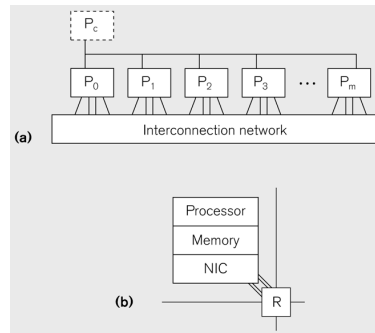 P_c
P_0 P_1 P_2 P_3 ... P_m
Interconnection network
(a)
Processor
Memory
NIC
R
(b)